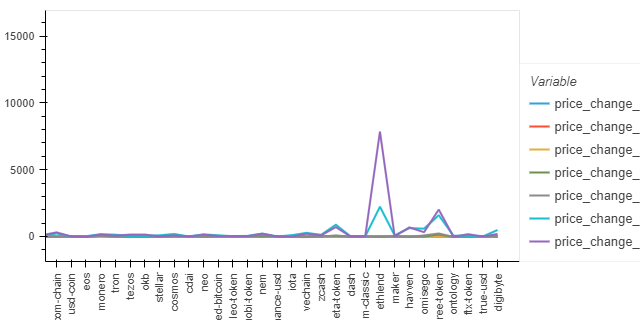 15000
10000
5000
0
Variable
price_change_
price_change_
price_change_
price_change_
price_change_
price_change_
price_change_
om-chain
usd-coin
eos
monero
tron
tezos
okb
stellar
cosmos
cdai
neo
ed-bitcoin
leo-token
obi-token
nem
ance-usd
iota
vechain
zcash
eta-token
dash
m-classic
ethlend
maker
havven
omisego
ree-token
ontology
ftx-token
true-usd
digibyte